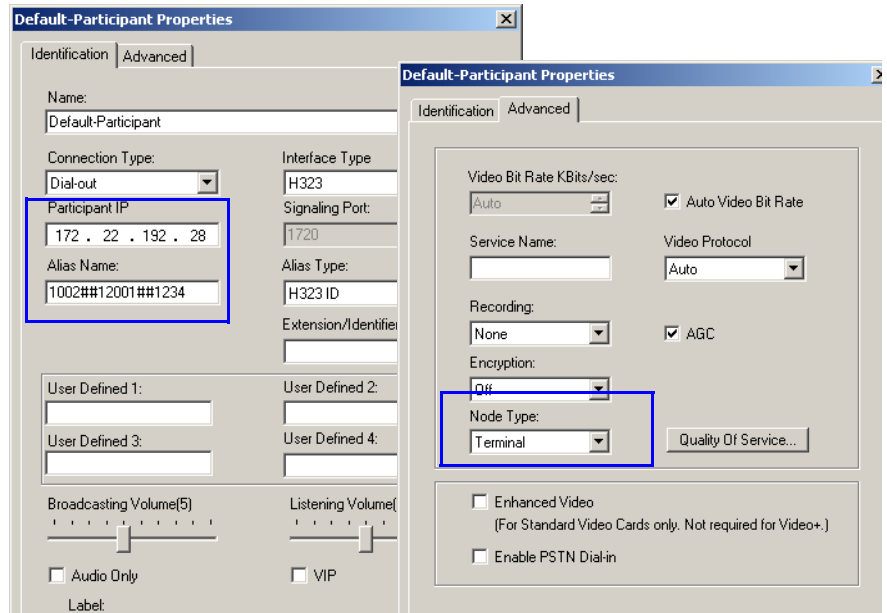 Default-Participant Properties
Identification Advanced
Name:
Default-Participant
Connection Type: Interface Type
Dial-out H323
Participant IP Signaling Port:
172 . 22 . 192 . 28 1720
Alias Name: Alias Type:
1002##12001##1234 H323 ID
Extension/Identifier
User Defined 1: User Defined 2:
User Defined 3: User Defined 4:
Broadcasting Volume(5) Listening Volume(
Audio Only VIP
Label:
Default-Participant Properties
Identification Advanced
Video Bit Rate KBits/sec:
Auto Auto Video Bit Rate
Service Name: Video Protocol
Auto
Recording:
None AGC
Encryption:
Off
Node Type:
Terminal Quality Of Service...
Enhanced Video
(For Standard Video Cards only. Not required for Video+.)
Enable PSTN Dial-in